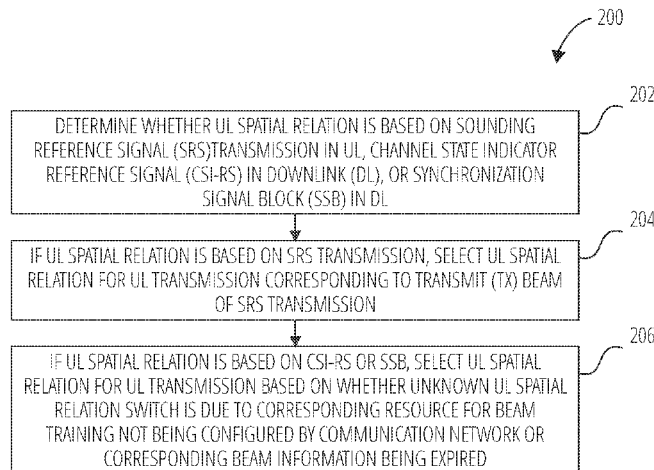 200
202
DETERMINE WHETHER UL SPATIAL RELATION IS BASED ON SOUNDING
REFERENCE SIGNAL (SRS)TRANSMISSION IN UL, CHANNEL STATE INDICATOR
REFERENCE SIGNAL (CSI-RS) IN DOWNLINK (DL), OR SYNCHRONIZATION
SIGNAL BLOCK (SSB) IN DL
204
IF UL SPATIAL RELATION IS BASED ON SRS TRANSMISSION, SELECT UL SPATIAL
RELATION FOR UL TRANSMISSION CORRESPONDING TO TRANSMIT (TX) BEAM
OF SRS TRANSMISSION
206
IF UL SPATIAL RELATION IS BASED ON CSI-RS OR SSB, SELECT UL SPATIAL
RELATION FOR UL TRANSMISSION BASED ON WHETHER UNKNOWN UL SPATIAL
RELATION SWITCH IS DUE TO CORRESPONDING RESOURCE FOR BEAM
TRAINING NOT BEING CONFIGURED BY COMMUNICATION NETWORK OR
CORRESPONDING BEAM INFORMATION BEING EXPIRED